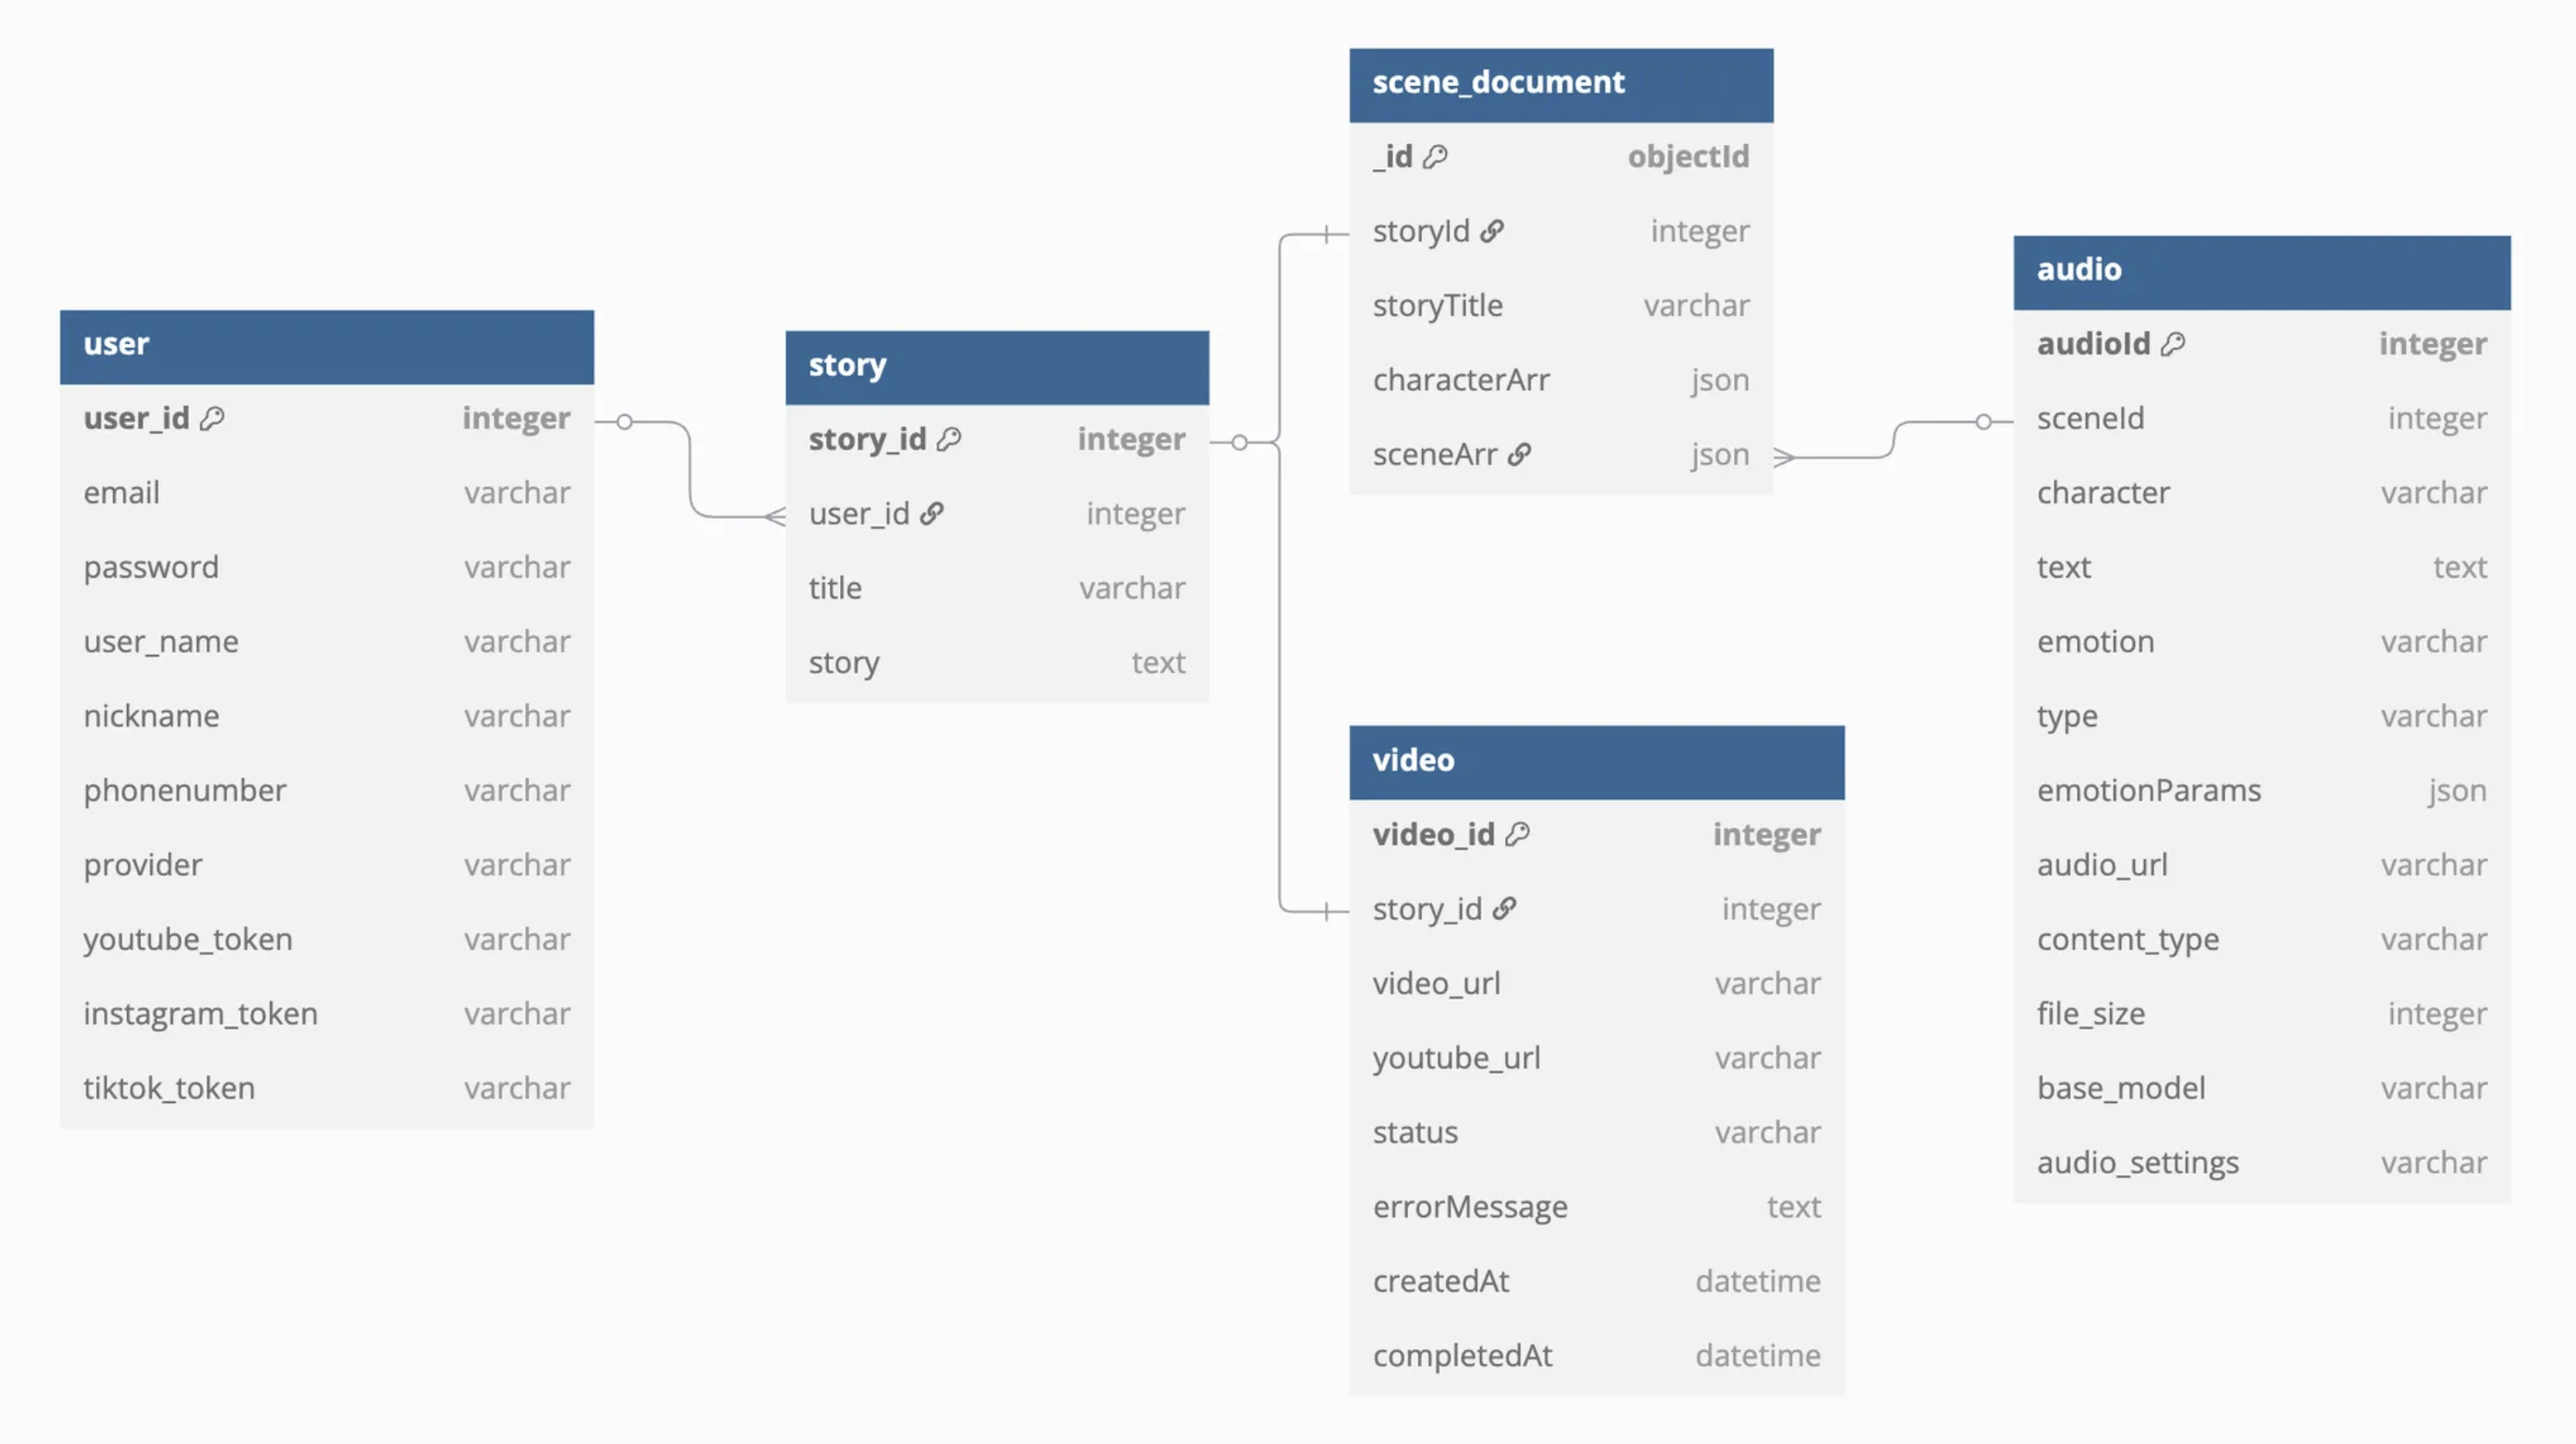 user
user_id integer
email varchar
password varchar
user_name varchar
nickname varchar
phonenumber varchar
provider varchar
youtube_token varchar
instagram_token varchar
tiktok_token varchar
story
story_id integer
user_id integer
title varchar
story text
scene_document
_id objectId
storyId integer
storyTitle varchar
characterArr json
sceneArr json
video
video_id integer
story_id integer
video_url varchar
youtube_url varchar
status varchar
errorMessage text
createdAt datetime
completedAt datetime
audio
audioId integer
sceneId integer
character varchar
text text
emotion varchar
type varchar
emotionParams json
audio_url varchar
content_type varchar
file_size integer
base_model varchar
audio_settings varchar